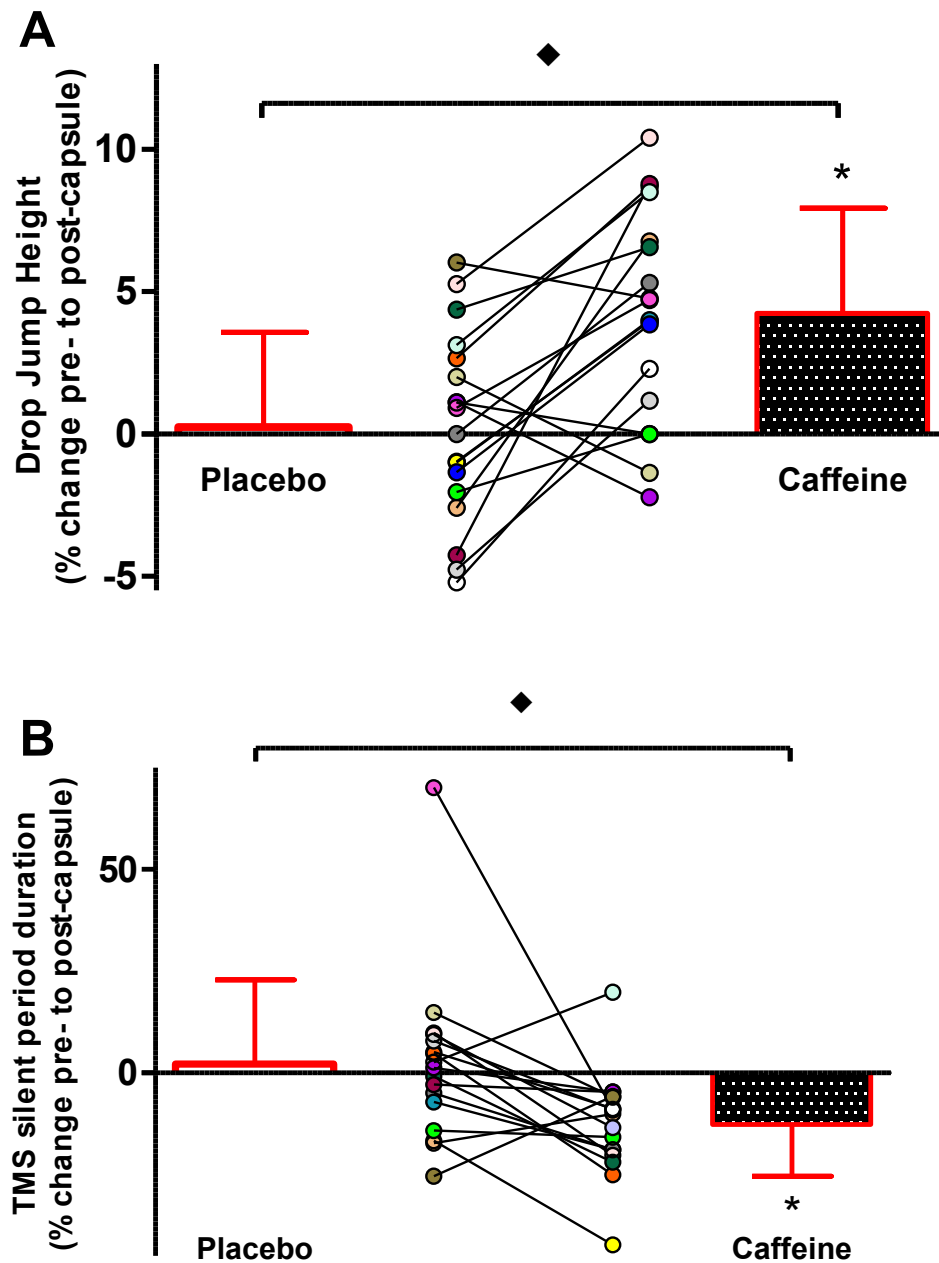 A
◆
Drop Jump Height
(% change pre- to post-capsule)
10
5
0
-5
*
Placebo
Caffeine
B
◆
TMS silent period duration
(% change pre- to post-capsule)
50
0
*
Placebo
Caffeine